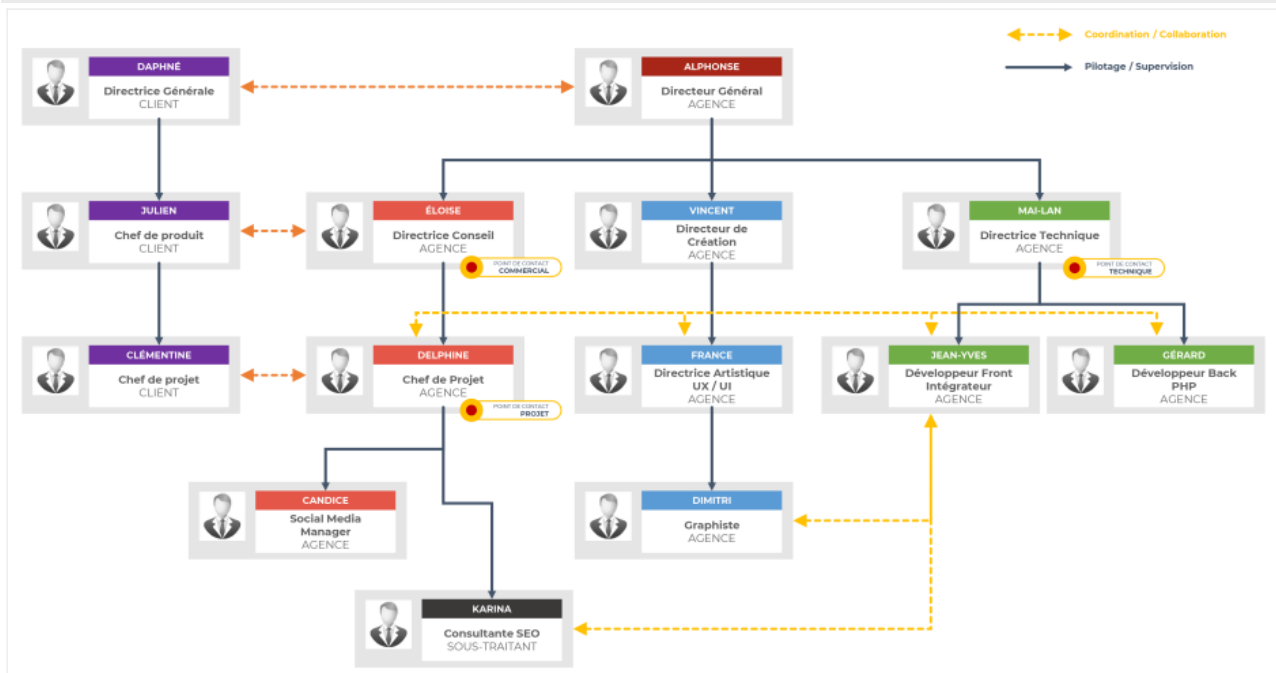 Coordination / Collaboration
Pilotage / Supervision
DAPHNÉ
Directrice Générale
CLIENT
ALPHONSE
Directeur Général
AGENCE
JULIEN
Chef de produit
CLIENT
ÉLOISE
Directrice Conseil
AGENCE
POINT DE CONTACT
COMMERCIAL
VINCENT
Directeur de
Création
AGENCE
MAI-LAN
Directrice Technique
AGENCE
POINT DE CONTACT
TECHNIQUE
CLÉMENTINE
Chef de projet
CLIENT
DELPHINE
Chef de Projet
AGENCE
POINT DE CONTACT
PROJET
FRANCE
Directrice Artistique
UX / UI
AGENCE
JEAN-YVES
Développeur Front
Intégrateur
AGENCE
GÉRARD
Développeur Back
PHP
AGENCE
CANDICE
Social Media
Manager
AGENCE
DIMITRI
Graphiste
AGENCE
KARINA
Consultante SEO
SOUS-TRAITANT